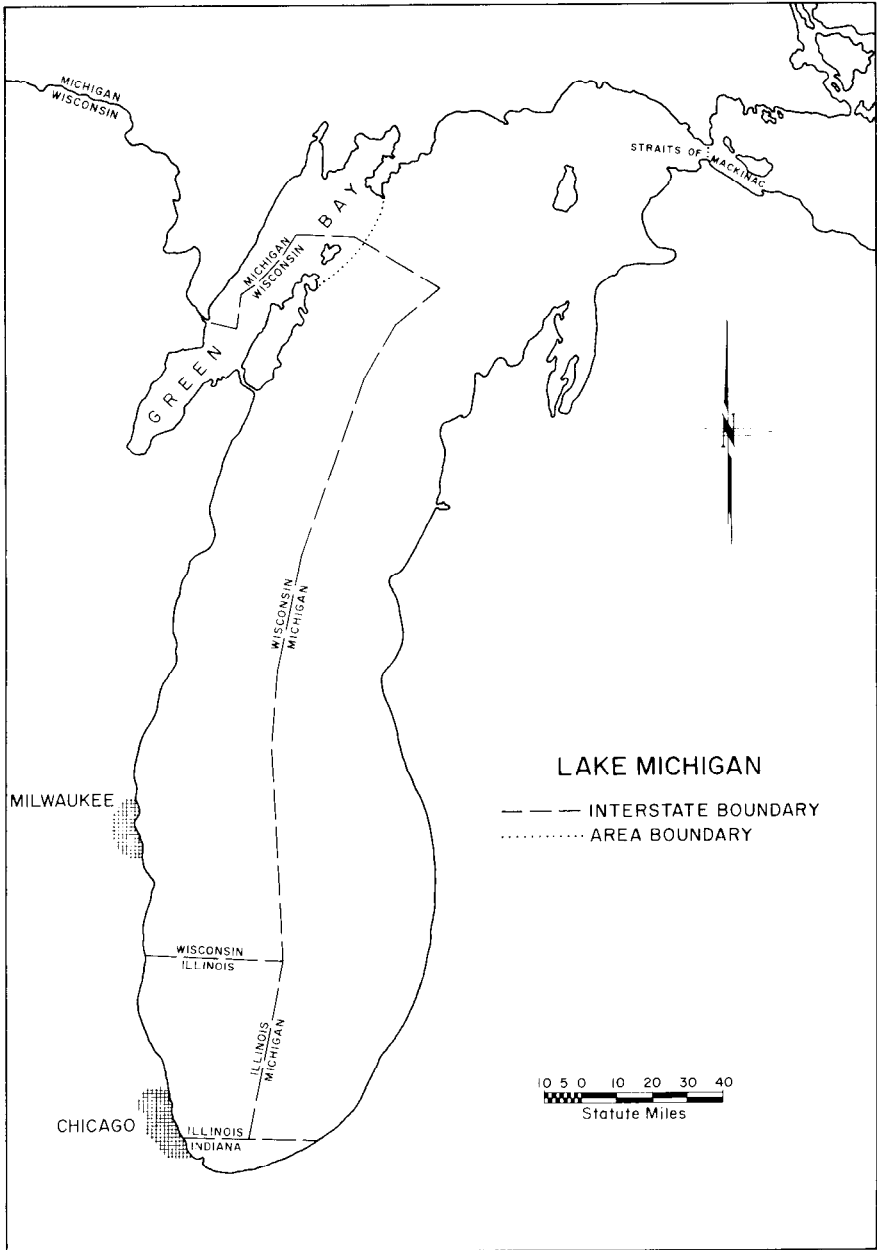 MICHIGAN
WISCONSIN
STRAITS OF MACKINAC
GREEN BAY
MICHIGAN
WISCONSIN
N
WISCONSIN
MICHIGAN
LAKE MICHIGAN
INTERSTATE BOUNDARY
AREA BOUNDARY
MILWAUKEE
WISCONSIN
ILLINOIS
ILLINOIS
MICHIGAN
10 5 0 10 20 30 40
Statute Miles
CHICAGO
ILLINOIS
INDIANA